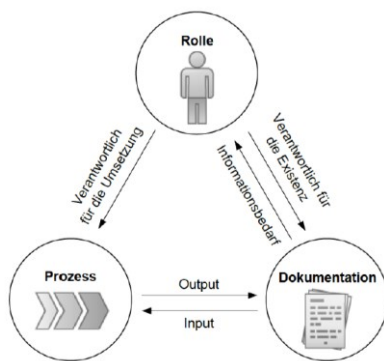 Rolle
Verantwortlich
für die Umsetzung
Verantwortlich für
die Existenz
Informationsbedarf
Prozess
Output
Input
Dokumentation